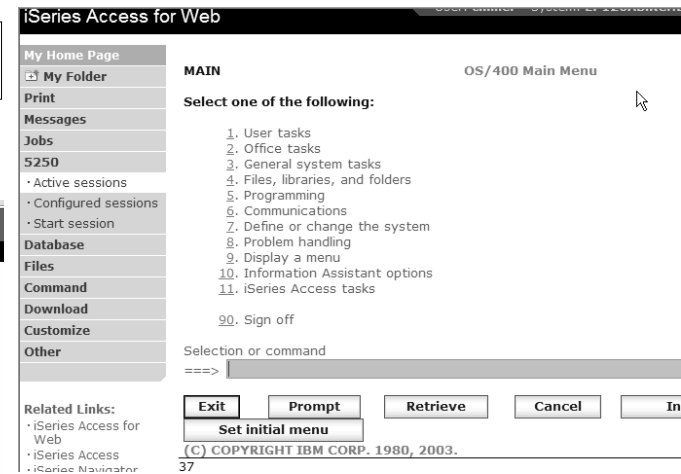 iSeries Access for Web
My Home Page
My Folder
Print
Messages
Jobs
5250
· Active sessions
· Configured sessions
· Start session
Database
Files
Command
Download
Customize
Other
Related Links:
· iSeries Access for
Web
· iSeries Access
· iSeries Navigator
MAIN OS/400 Main Menu
Select one of the following:
1. User tasks
2. Office tasks
3. General system tasks
4. Files, libraries, and folders
5. Programming
6. Communications
7. Define or change the system
8. Problem handling
9. Display a menu
10. Information Assistant options
11. iSeries Access tasks
90. Sign off
Selection or command
===>
Exit Prompt Retrieve Cancel
Set initial menu
(C) COPYRIGHT IBM CORP. 1980, 2003.
37